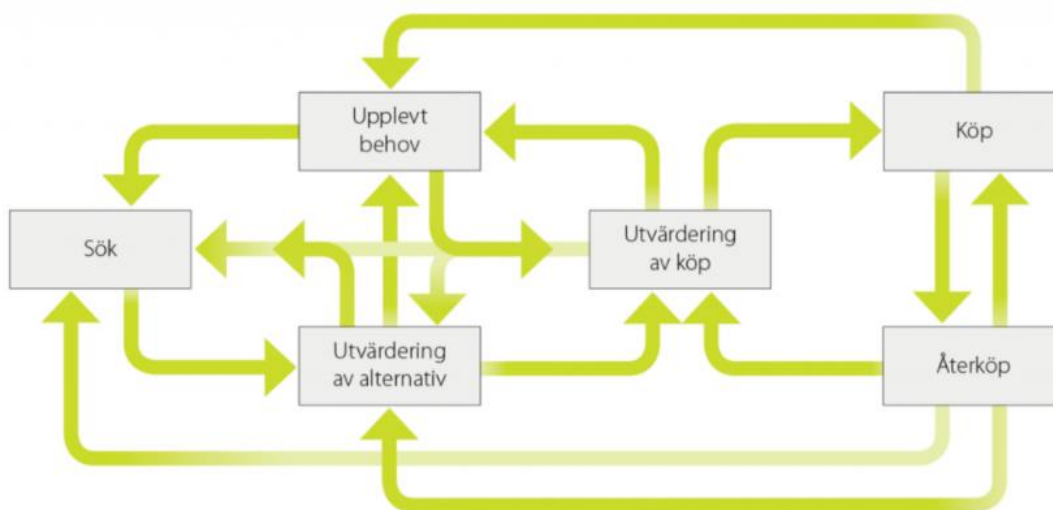 Upplevt
behov
Köp
Sök
Utvärdering
av köp
Utvärdering
av alternativ
Återköp